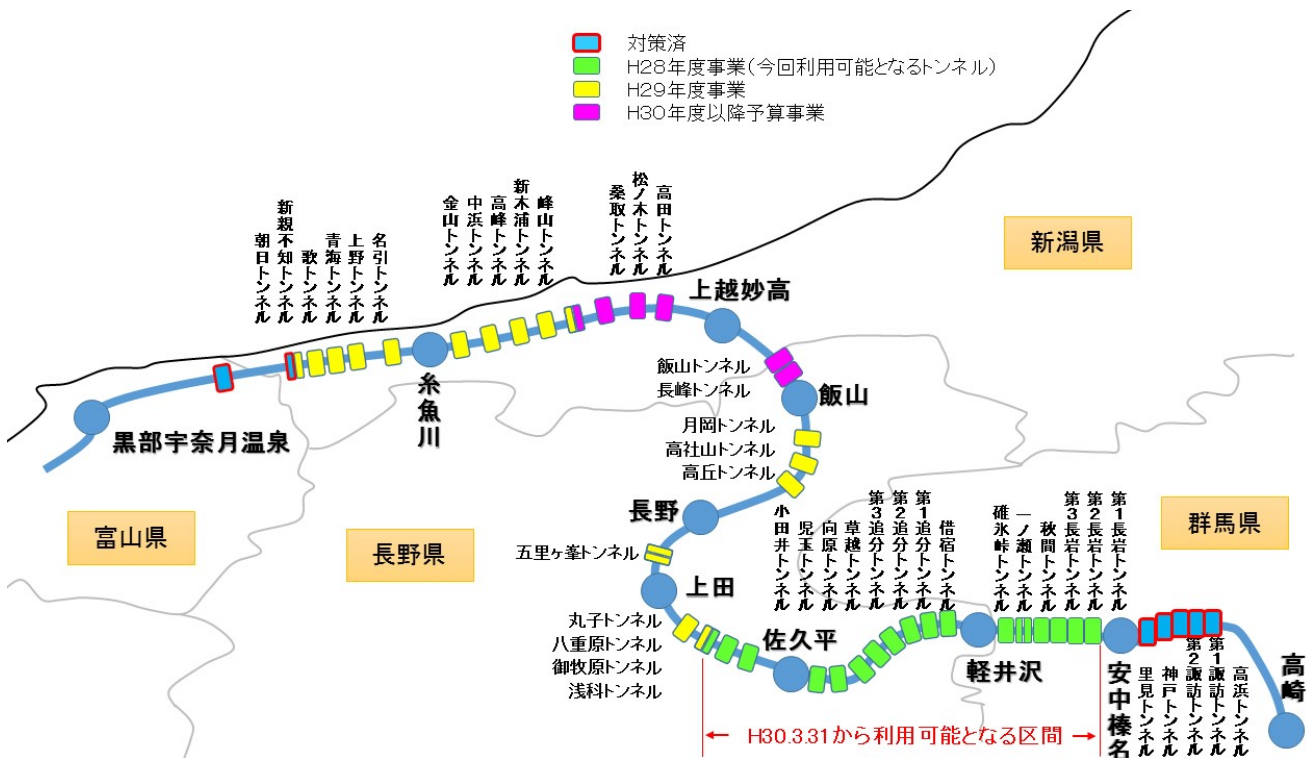 対策済
H28年度事業(今回利用可能となるトンネル)
H29年度事業
H30年度以降予算事業
朝日トンネル
新親不知トンネル
歌トンネル
青海トンネル
上野トンネル
名引トンネル
金山トンネル
中浜トンネル
高峰トンネル
新木浦トンネル
峰山トンネル
桑取トンネル
松ノ木トンネル
高田トンネル
新潟県
上越妙高
飯山トンネル
長峰トンネル
飯山
糸魚川
黒部宇奈月温泉
月岡トンネル
高社山トンネル
高丘トンネル
長野
富山県
長野県
群馬県
五里ヶ峯トンネル
上田
小田井トンネル
児玉トンネル
向原トンネル
草越トンネル
第3追分トンネル
第2追分トンネル
第1追分トンネル
借宿トンネル
碓氷峠トンネル
一ノ瀬トンネル
秋間トンネル
第3長岩トンネル
第2長岩トンネル
第1長岩トンネル
丸子トンネル
八重原トンネル
御牧原トンネル
浅科トンネル
佐久平
軽井沢
安中榛名
里見トンネル
神戸トンネル
第2諏訪トンネル
第1諏訪トンネル
高浜トンネル
高崎
H30.3.31から利用可能となる区間